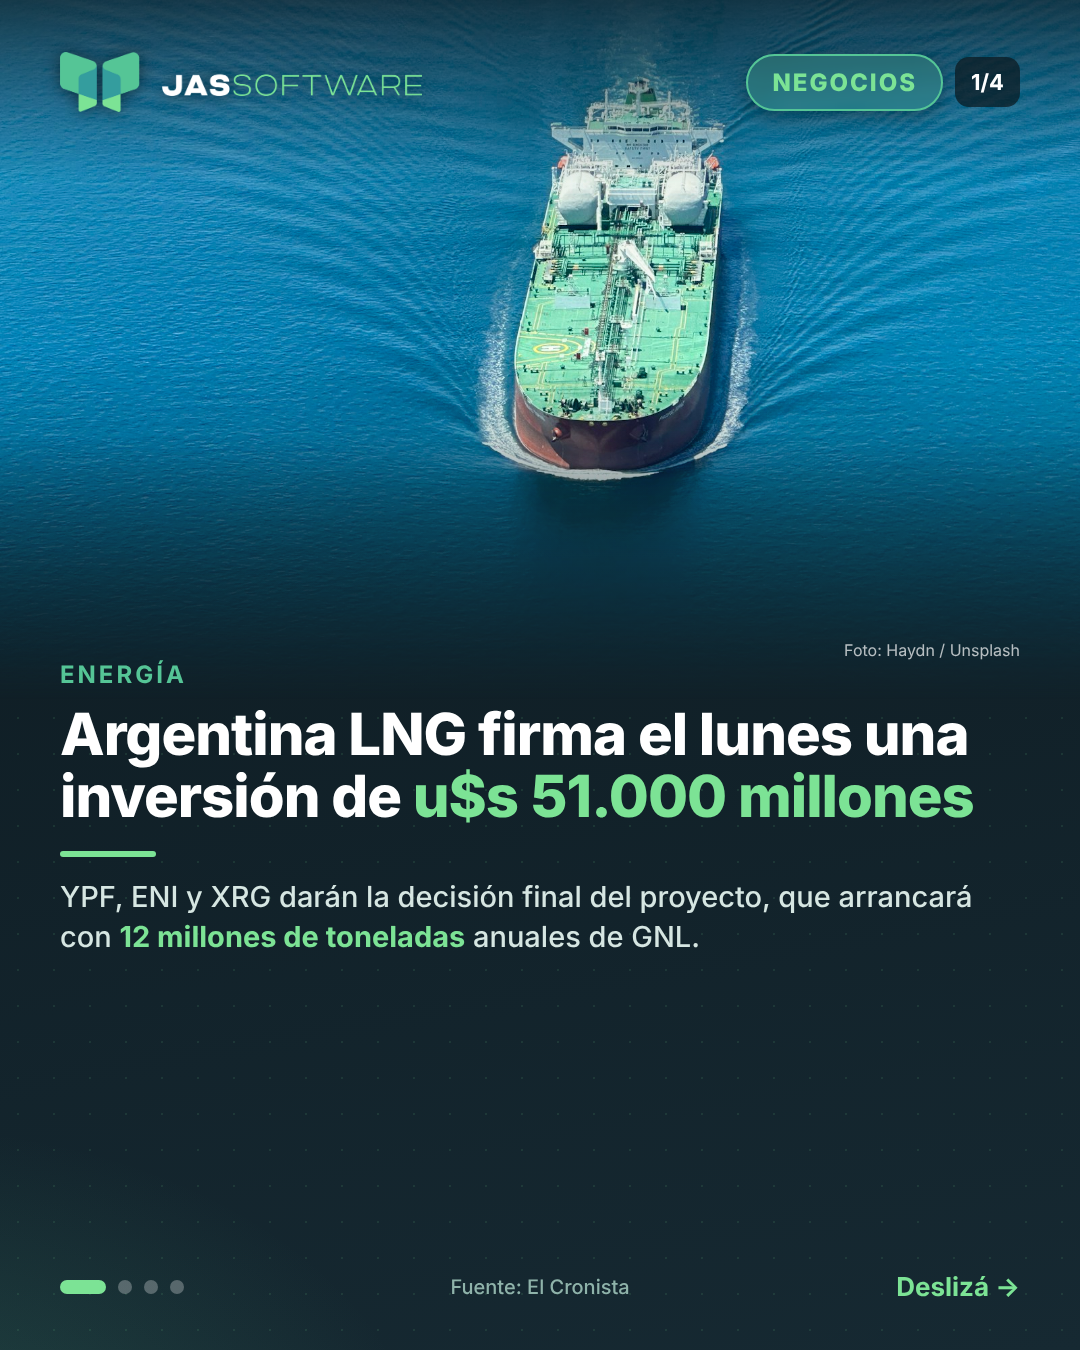 JASSOFTWARE
NEGOCIOS
1/4
Foto: Haydn / Unsplash
ENERGÍA
Argentina LNG firma el lunes una
inversión de u$s 51.000 millones
YPF, ENI y XRG darán la decisión final del proyecto, que arrancará
con 12 millones de toneladas anuales de GNL.
Fuente: El Cronista
Deslizá →